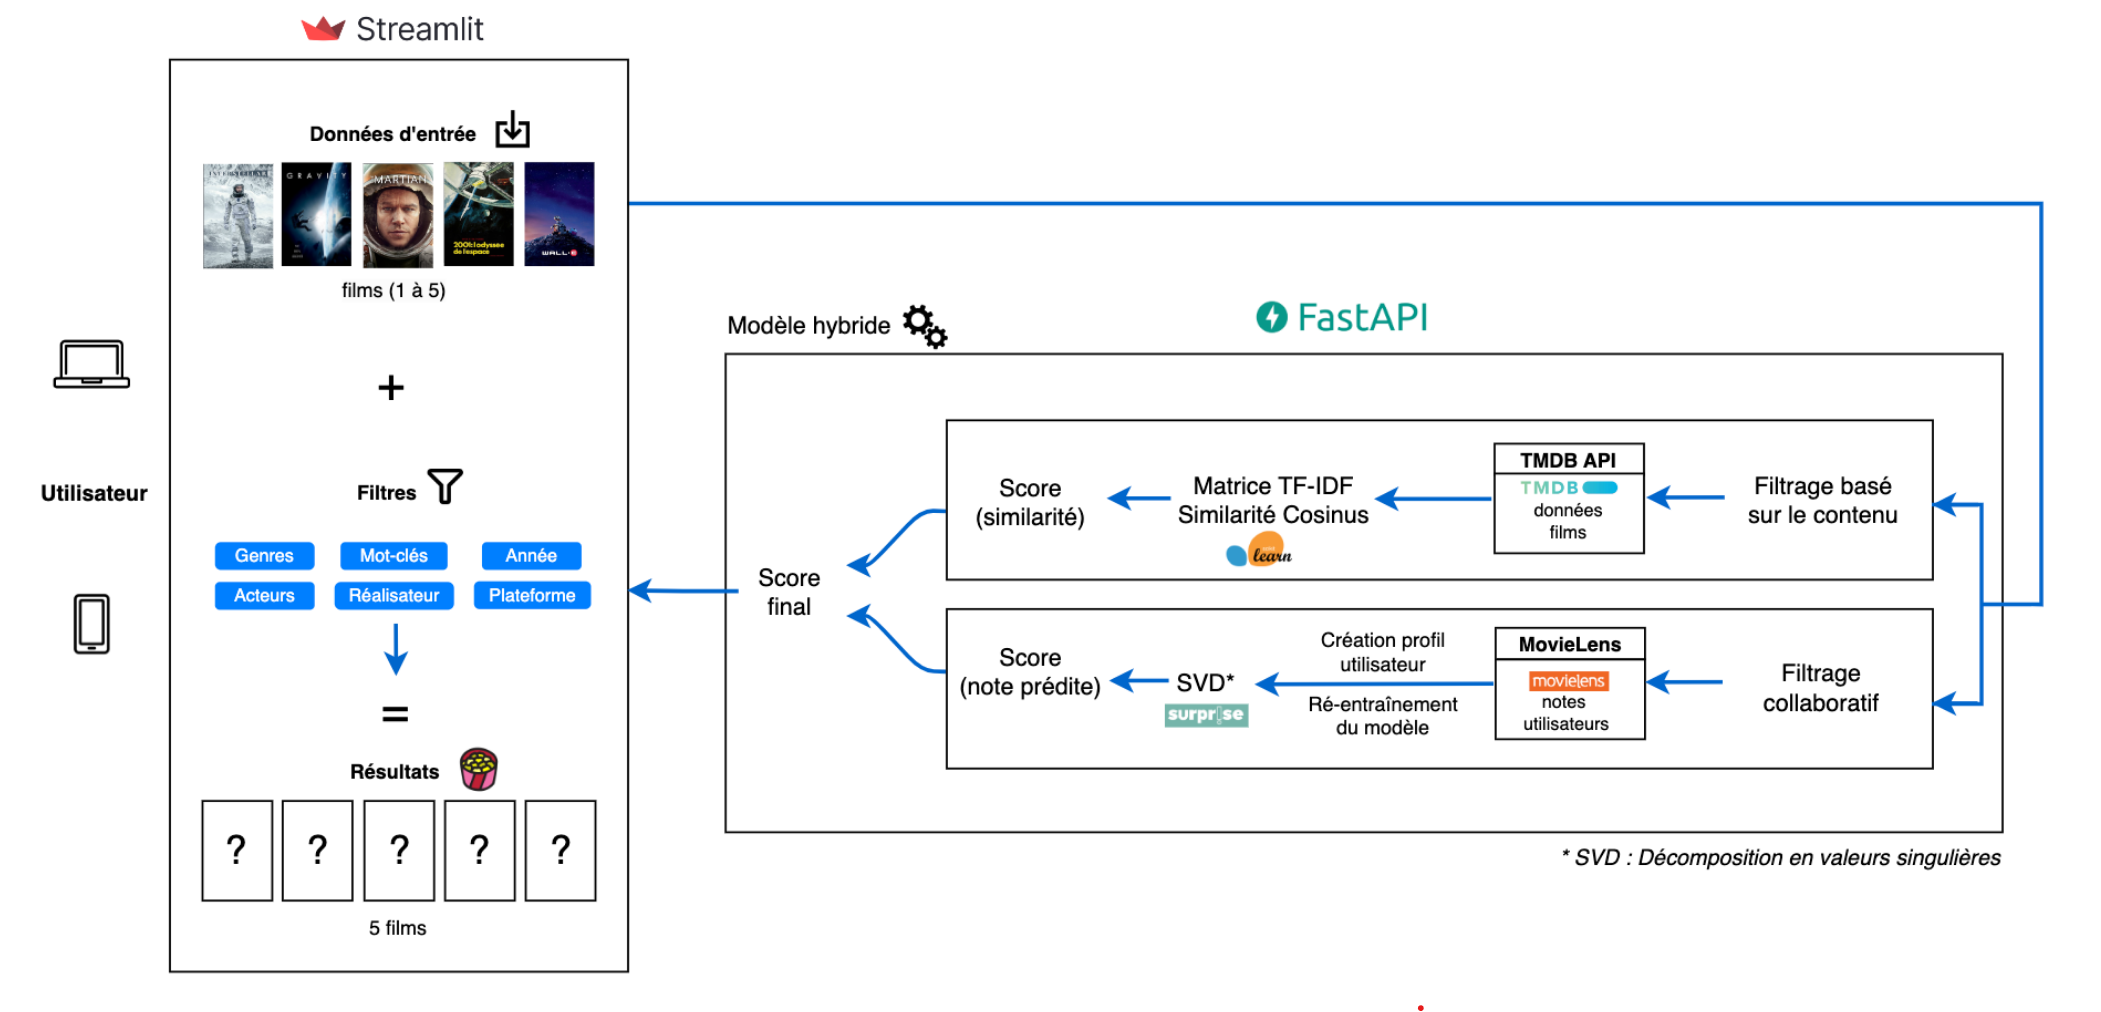 Streamlit
Données d'entrée
INTERSTELLAR
GRAVITY
MARTIAN
2001: l'odyssée
de l'espace
WALL·E
films (1 à 5)
+
Utilisateur
Filtres
Genres
Mot-clés
Année
Acteurs
Réalisateur
Plateforme
=
Résultats
? ? ? ? ?
5 films
Modèle hybride
FastAPI
Score
final
Score
(similarité)
Matrice TF-IDF
Similarité Cosinus
learn
TMDB API
TMDB
données
films
Filtrage basé
sur le contenu
Score
(note prédite)
SVD*
surprise
Création profil
utilisateur
Ré-entraînement
du modèle
MovieLens
movielens
notes
utilisateurs
Filtrage
collaboratif
* SVD : Décomposition en valeurs singulières